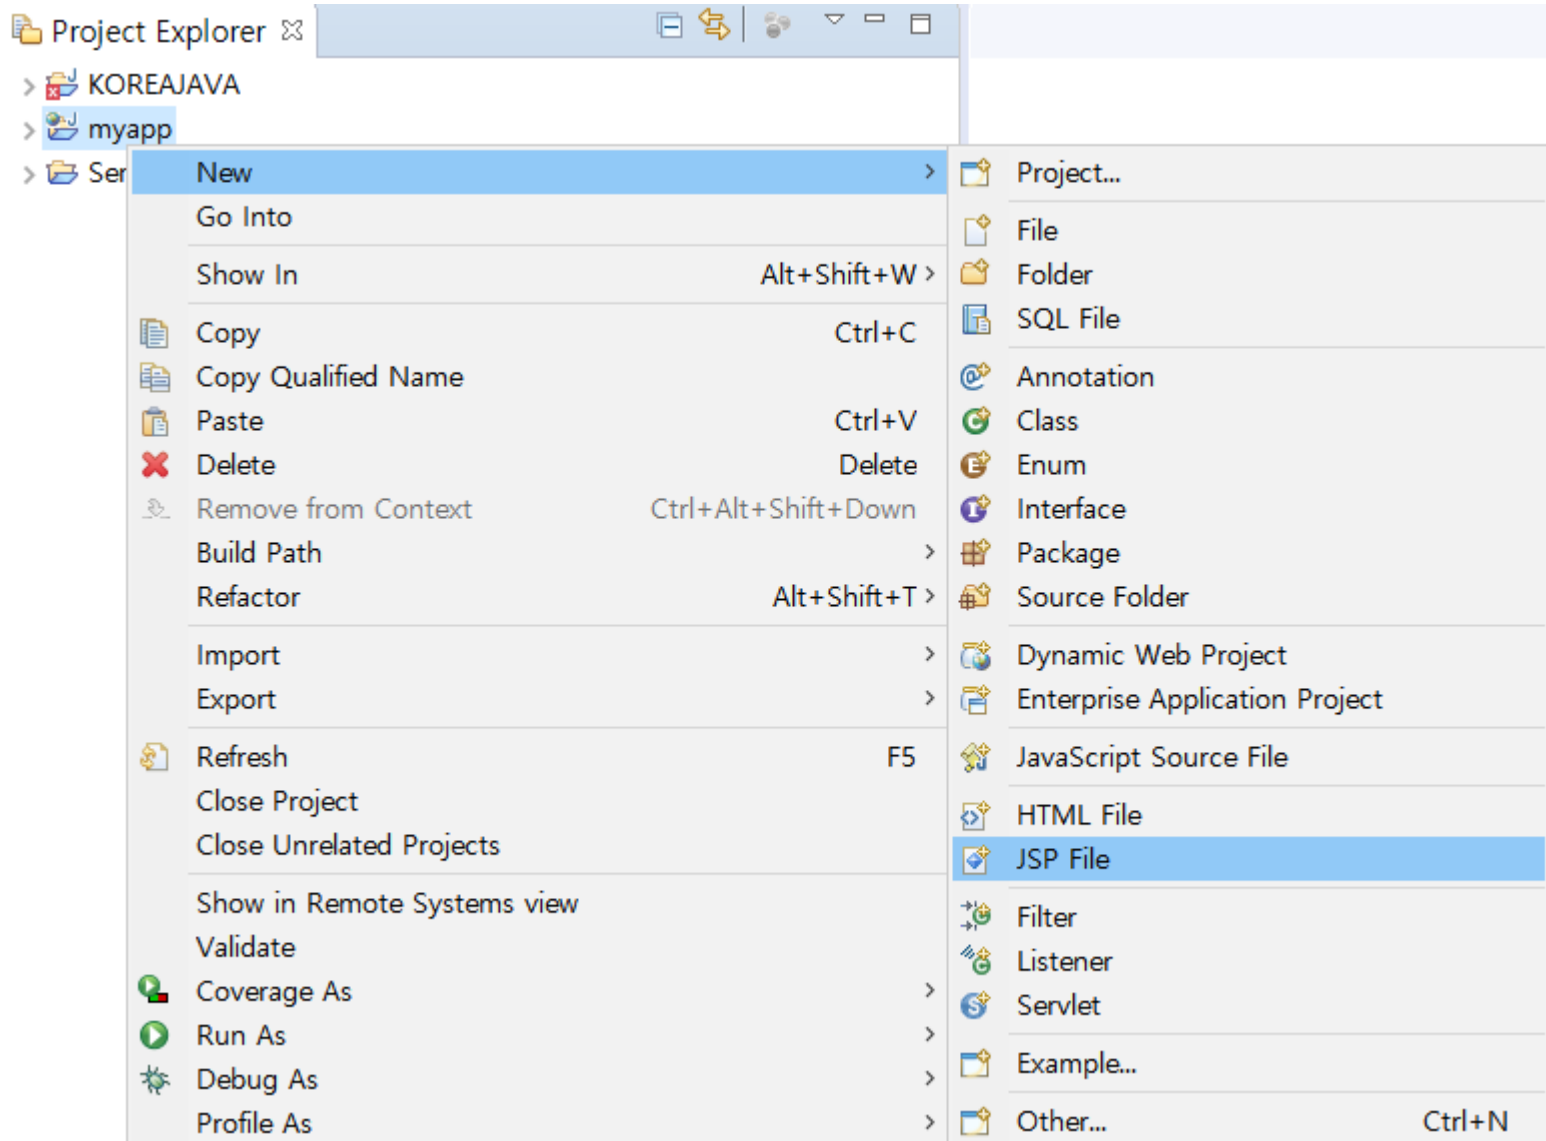 Project Explorer
KOREAJAVA
myapp
Ser
New
Go Into
Show In Alt+Shift+W
Copy Ctrl+C
Copy Qualified Name
Paste Ctrl+V
Delete Delete
Remove from Context Ctrl+Alt+Shift+Down
Build Path
Refactor Alt+Shift+T
Import
Export
Refresh F5
Close Project
Close Unrelated Projects
Show in Remote Systems view
Validate
Coverage As
Run As
Debug As
Profile As
Project...
File
Folder
SQL File
Annotation
Class
Enum
Interface
Package
Source Folder
Dynamic Web Project
Enterprise Application Project
JavaScript Source File
HTML File
JSP File
Filter
Listener
Servlet
Example...
Other... Ctrl+N